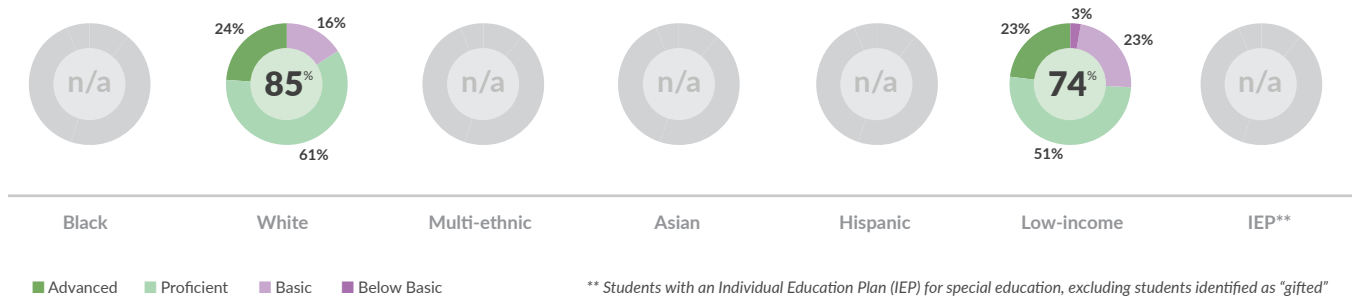 3%
24% 16% 23% 23%
n/a 85% n/a n/a n/a 74% n/a
61% 51%
Black White Multi-ethnic Asian Hispanic Low-income IEP**
Advanced Proficient Basic Below Basic ** Students with an Individual Education Plan (IEP) for special education, excluding students identified as “gifted”